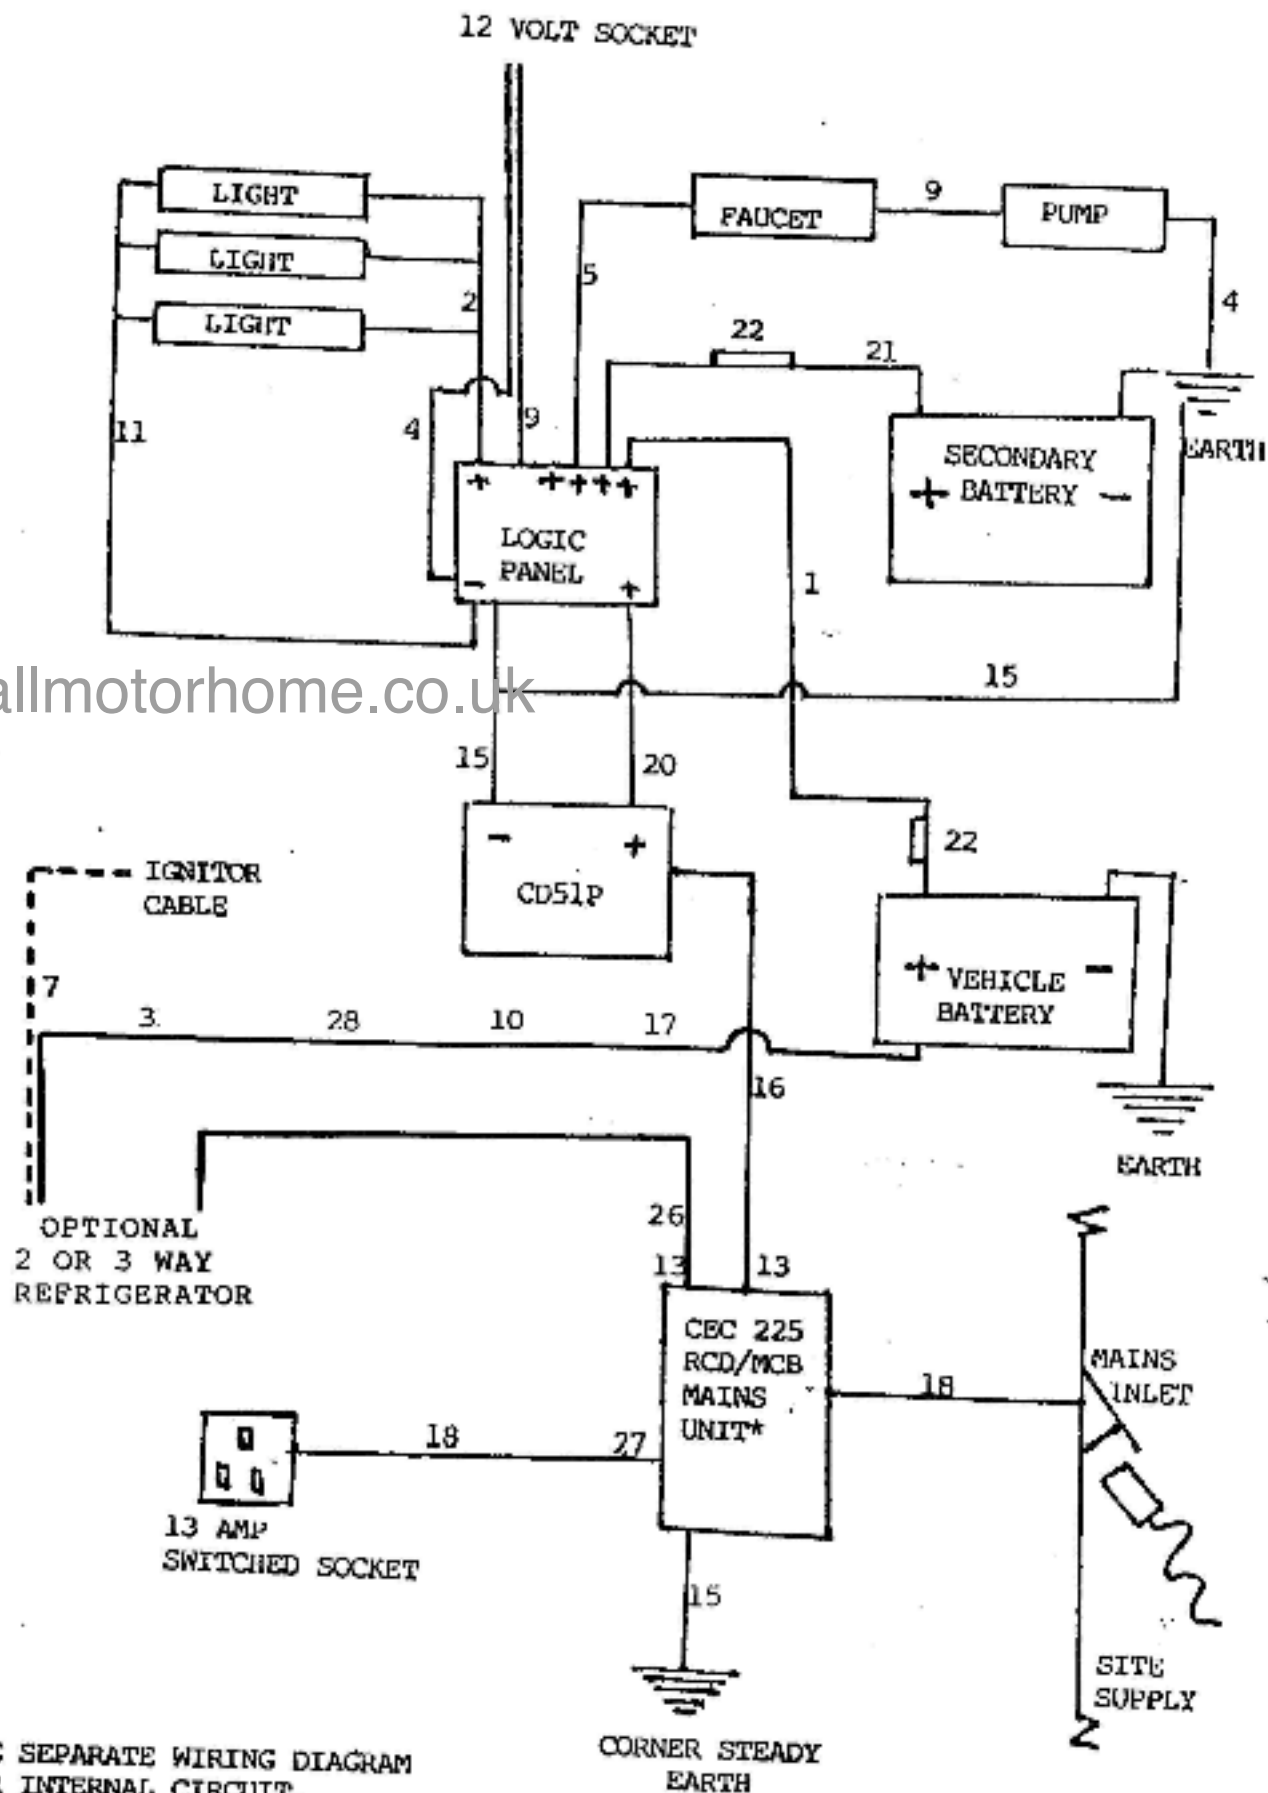 12 VOLT SOCKET
LIGHT
LIGHT
LIGHT
2
FAUCET
9
PUMP
5
4
22
21
11
4
9
SECONDARY
+ BATTERY -
EARTH
+ + + + +
LOGIC
PANEL
- +
1
allmotorhome.co.uk
15
15
20
- +
CD51P
22
IGNITOR
CABLE
+ VEHICLE -
BATTERY
7
3
28
10
17
16
EARTH
OPTIONAL
2 OR 3 WAY
REFRIGERATOR
26
13
13
CEC 225
RCD/MCB
MAINS
UNIT*
18
MAINS
INLET
18
27
13 AMP
SWITCHED SOCKET
15
SITE
SUPPLY
CORNER STEADY
EARTH
SEPARATE WIRING DIAGRAM
INTERNAL CIRCUIT